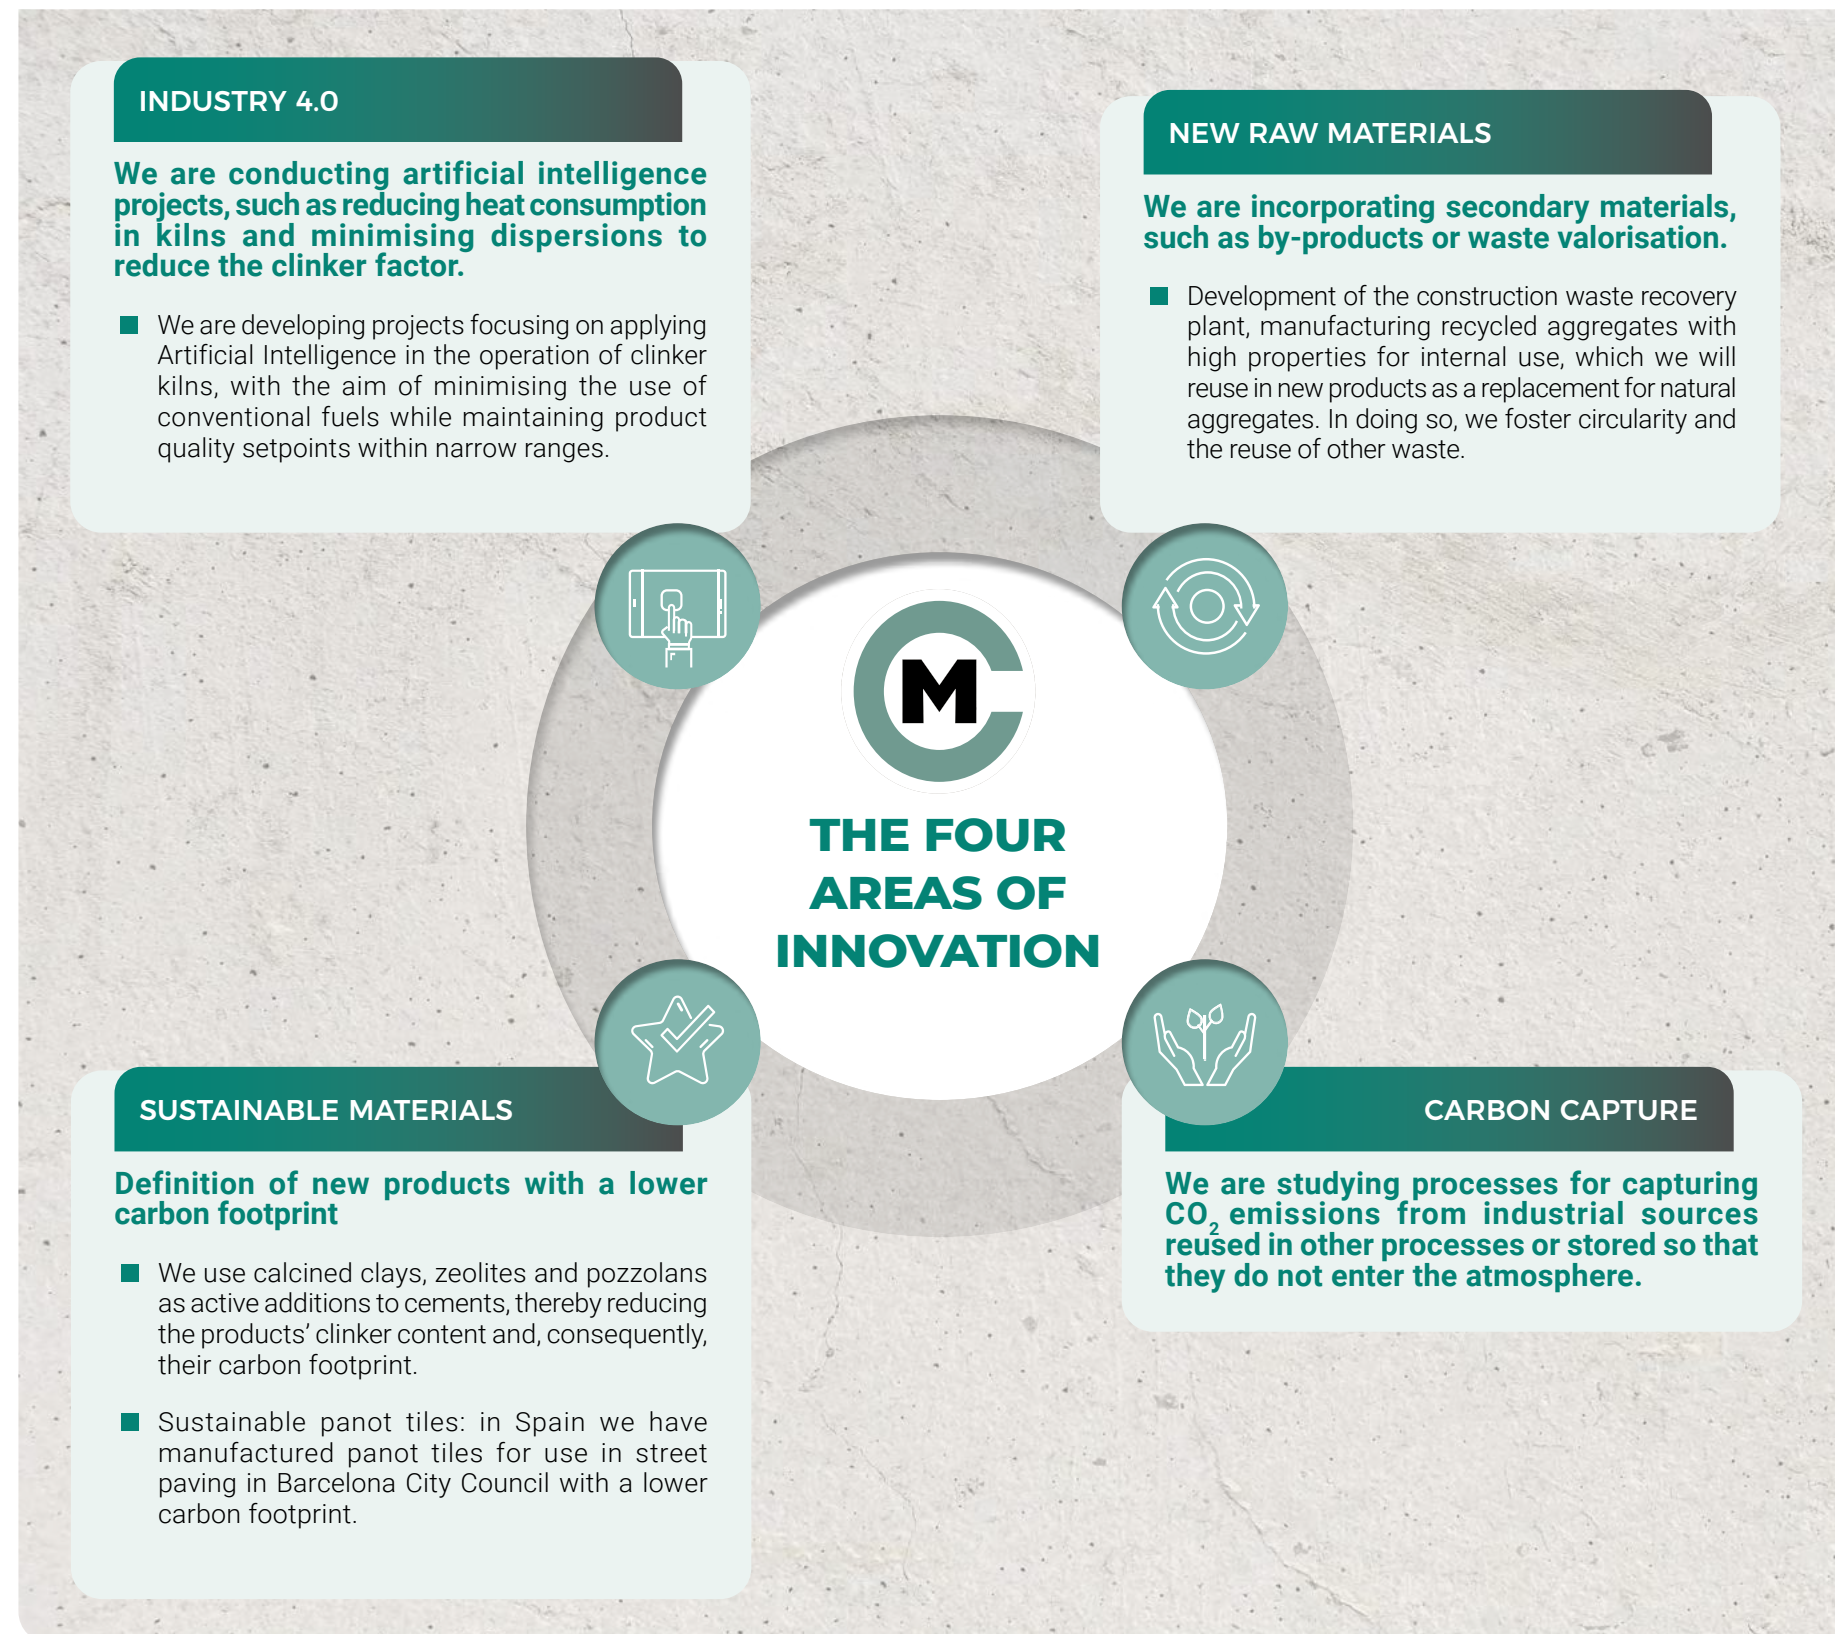 INDUSTRY 4.0
We are conducting artificial intelligence
projects, such as reducing heat consumption
in kilns and minimising dispersions to
reduce the clinker factor.
We are developing projects focusing on applying
Artificial Intelligence in the operation of clinker
kilns, with the aim of minimising the use of
conventional fuels while maintaining product
quality setpoints within narrow ranges.
NEW RAW MATERIALS
We are incorporating secondary materials,
such as by-products or waste valorisation.
Development of the construction waste recovery
plant, manufacturing recycled aggregates with
high properties for internal use, which we will
reuse in new products as a replacement for natural
aggregates. In doing so, we foster circularity and
the reuse of other waste.
CM
THE FOUR
AREAS OF
INNOVATION
SUSTAINABLE MATERIALS
Definition of new products with a lower
carbon footprint
We use calcined clays, zeolites and pozzolans
as active additions to cements, thereby reducing
the products’ clinker content and, consequently,
their carbon footprint.
Sustainable panot tiles: in Spain we have
manufactured panot tiles for use in street
paving in Barcelona City Council with a lower
carbon footprint.
CARBON CAPTURE
We are studying processes for capturing
CO₂ emissions from industrial sources
reused in other processes or stored so that
they do not enter the atmosphere.